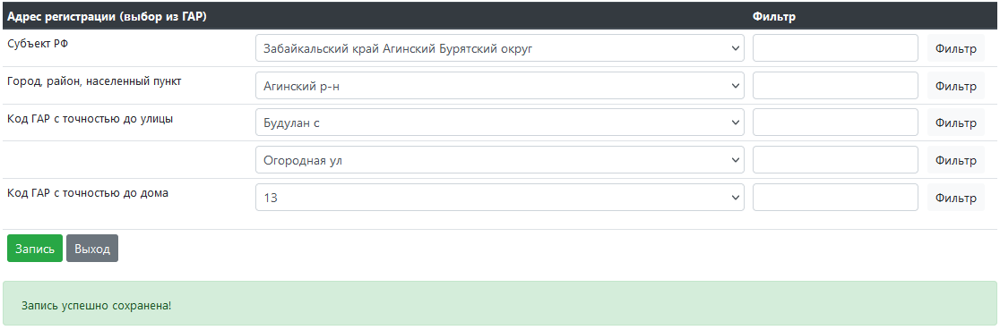 Адрес регистрации (выбор из ГАР) Фильтр
Субъект РФ Забайкальский край Агинский Бурятский округ Фильтр
Город, район, населенный пункт Агинский р-н Фильтр
Код ГАР с точностью до улицы Будулан с Фильтр
Огородная ул Фильтр
Код ГАР с точностью до дома 13 Фильтр
Запись Выход
Запись успешно сохранена!